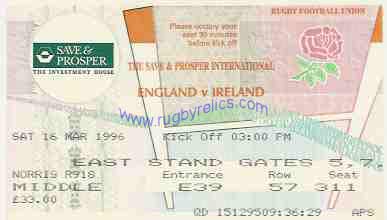 RUGBY FOOTBALL UNION
Please occupy your
seat 30 minutes
before kick off
SAVE &
PROSPER
THE INVESTMENT HOUSE
THE SAVE & PROSPER INTERNATIONAL
ENGLAND v IRELAND
www.rugbyrelics.com
SAT 16 MAR 1996 Kick Off 03:00 PM
EAST STAND GATES 5,7,
NORRIS R918 Entrance Row Seat
MIDDLE E39 57 311
£33.00
QD 15129509:36:29 APS